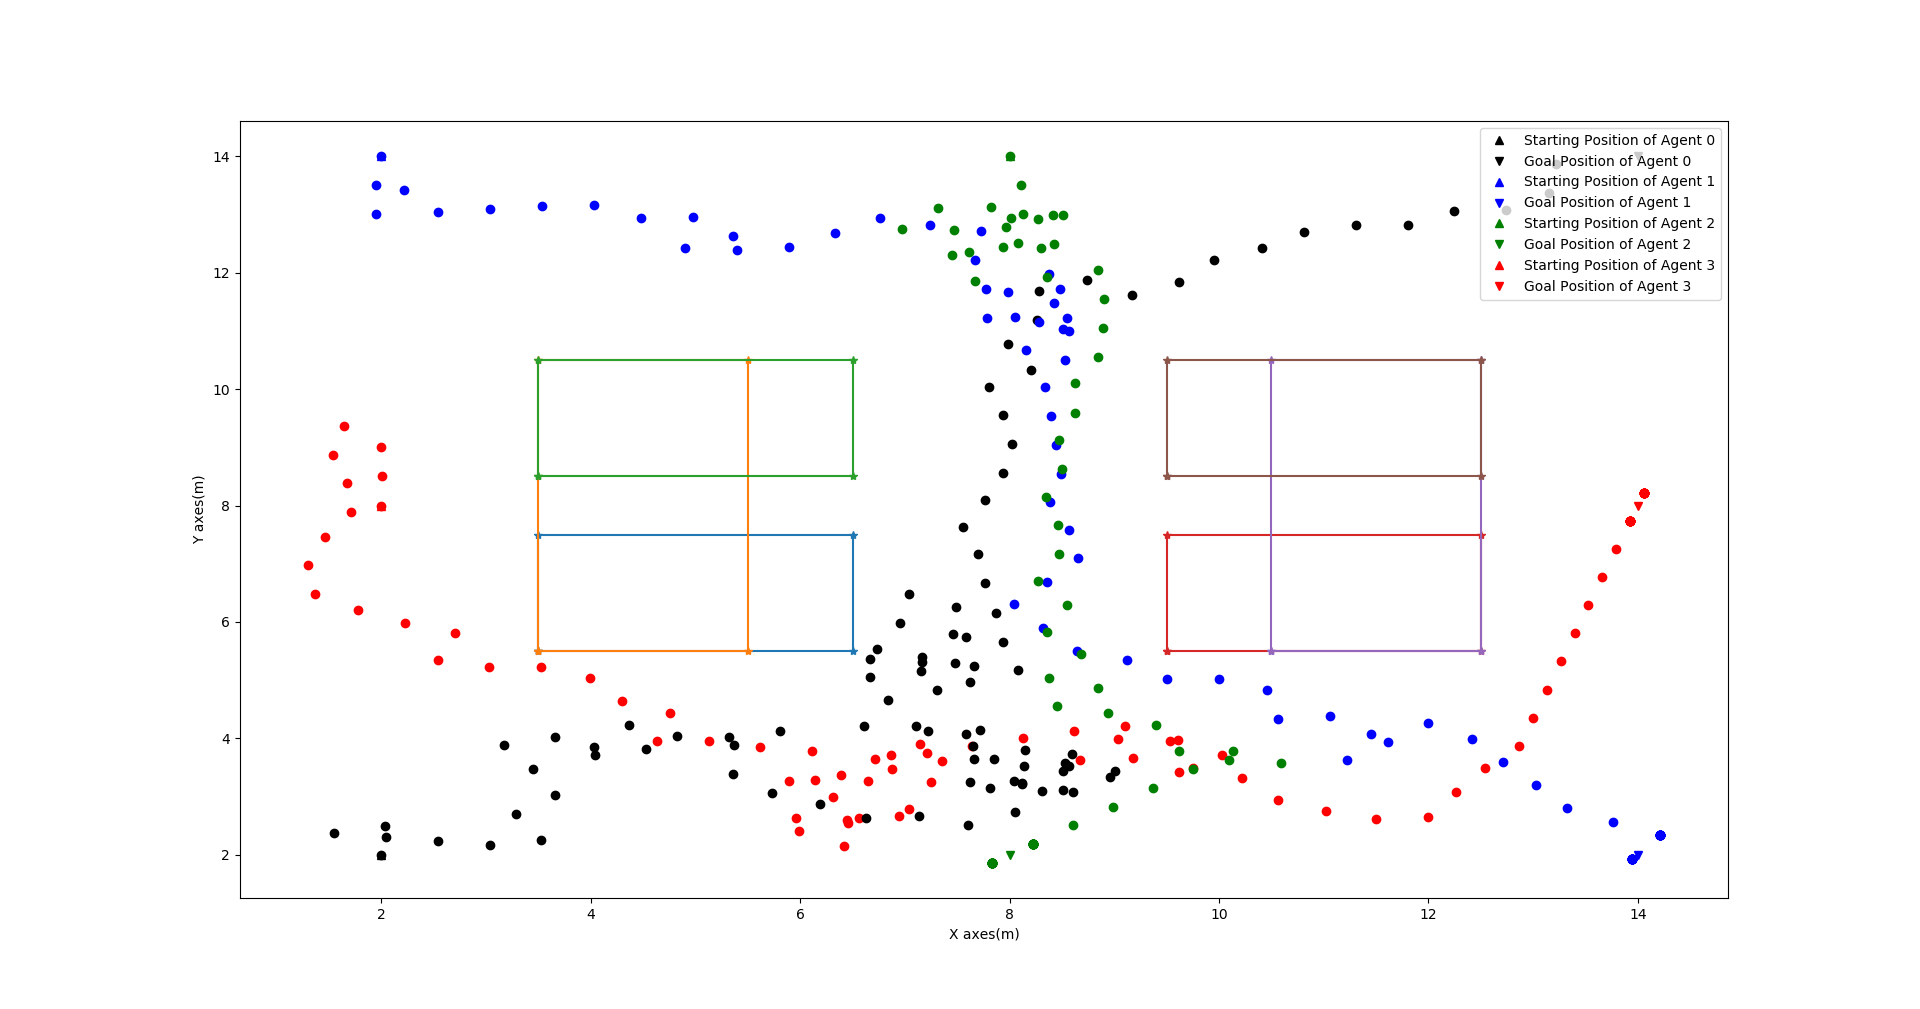 Starting Position of Agent 0
Goal Position of Agent 0
Starting Position of Agent 1
Goal Position of Agent 1
Starting Position of Agent 2
Goal Position of Agent 2
Starting Position of Agent 3
Goal Position of Agent 3
14
12
10
8
6
4
2
Y axes(m)
2 4 6 8 10 12 14
X axes(m)